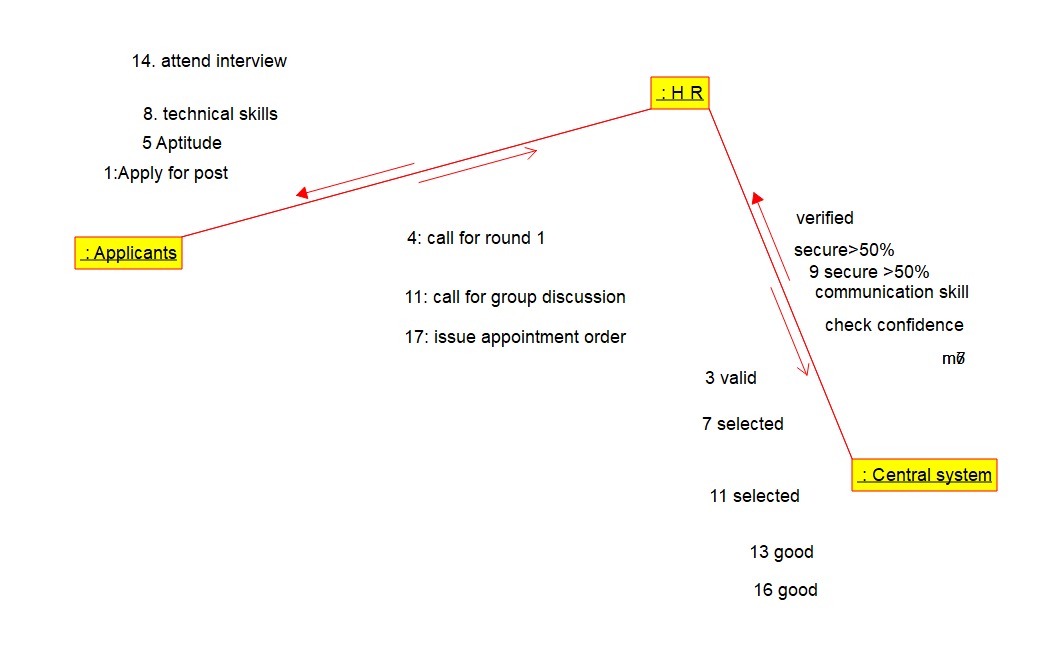 14. attend interview
: H R
8. technical skills
5 Aptitude
1:Apply for post
verified
: Applicants
4: call for round 1
secure>50%
9 secure >50%
communication skill
11: call for group discussion
check confidence
17: issue appointment order
3 valid
7 selected
: Central system
11 selected
13 good
16 good